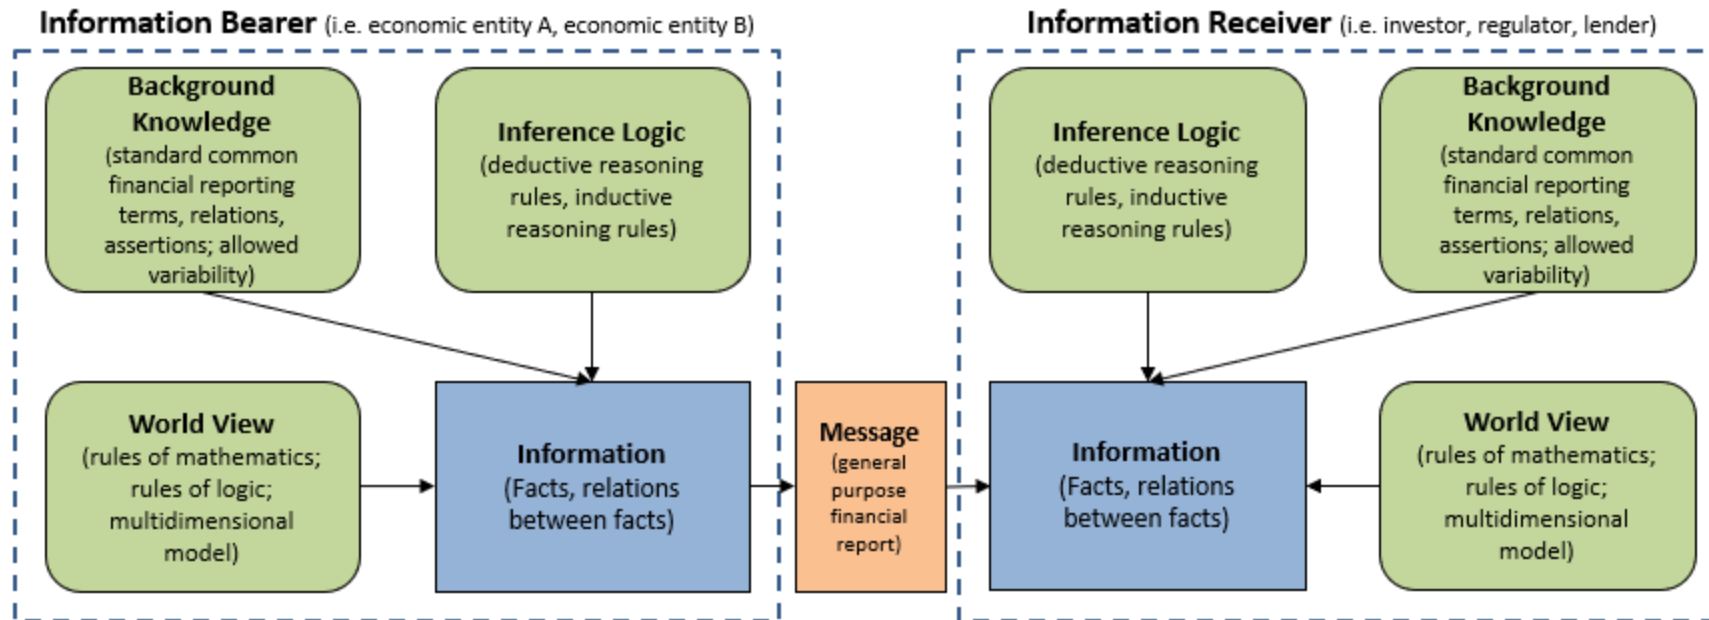 Information Bearer (i.e. economic entity A, economic entity B)
Background
Knowledge
(standard common
financial reporting
terms, relations,
assertions; allowed
variability)
Inference Logic
(deductive reasoning
rules, inductive
reasoning rules)
World View
(rules of mathematics;
rules of logic;
multidimensional
model)
Information
(Facts, relations
between facts)
Message
(general
purpose
financial
report)
Information Receiver (i.e. investor, regulator, lender)
Inference Logic
(deductive reasoning
rules, inductive
reasoning rules)
Background
Knowledge
(standard common
financial reporting
terms, relations,
assertions; allowed
variability)
Information
(Facts, relations
between facts)
World View
(rules of mathematics;
rules of logic;
multidimensional
model)